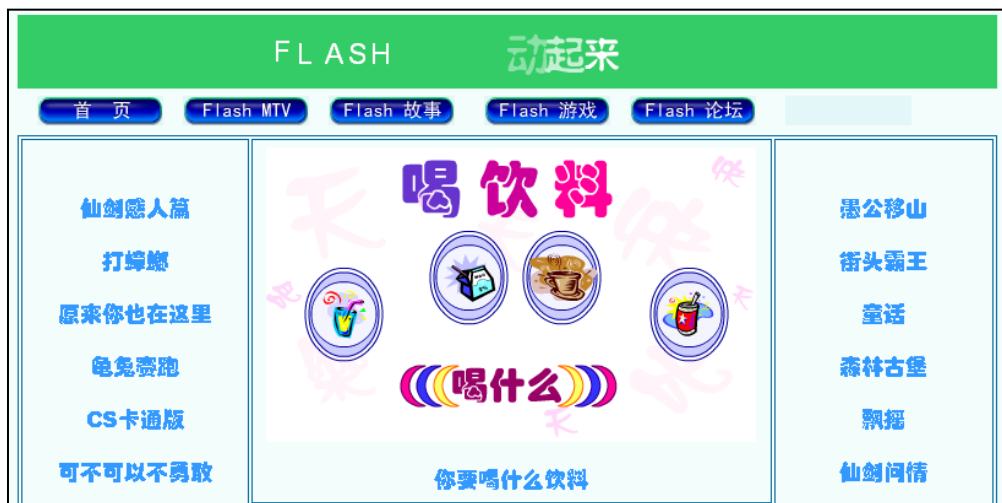 FLASH 动起来
首 页 Flash MTV Flash 故事 Flash 游戏 Flash 论坛
仙剑感人篇
打蟑螂
原来你也在这里
龟兔赛跑
CS卡通版
可不可以不勇敢
喝饮料
喝什么
你要喝什么饮料
愚公移山
街头霸王
童话
森林古堡
飘摇
仙剑问情